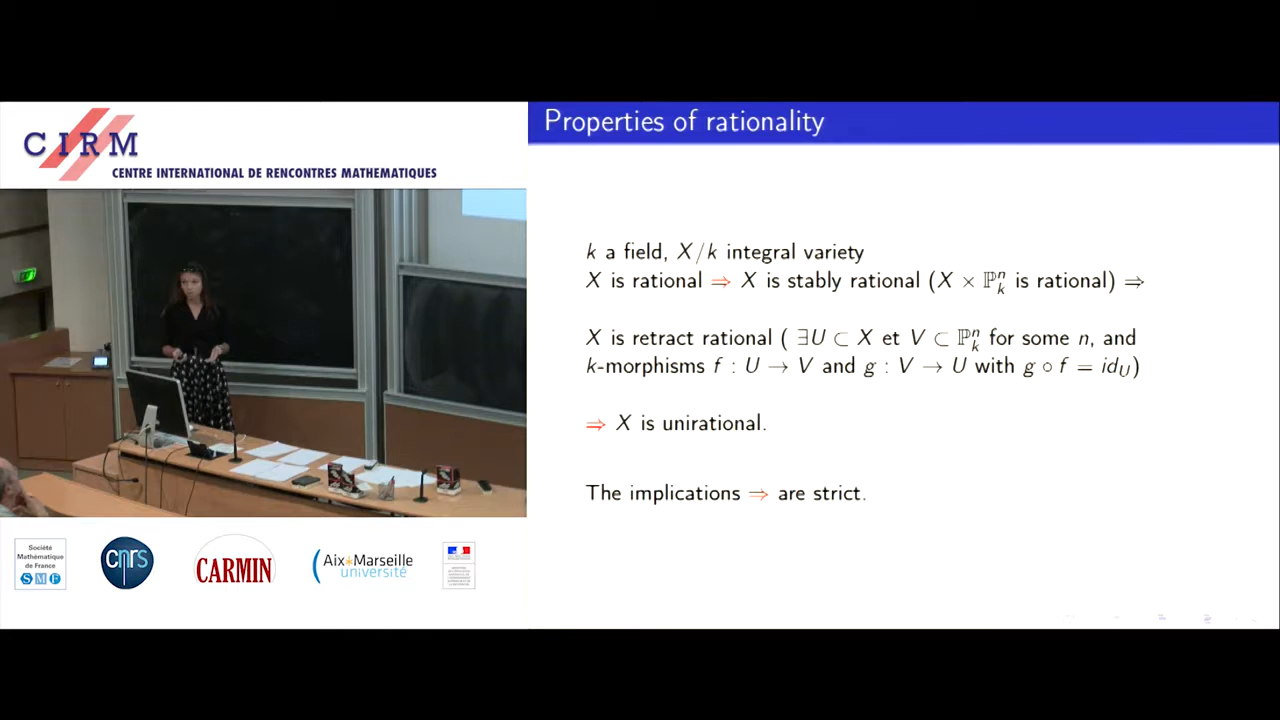 CIRM
CENTRE INTERNATIONAL DE RENCONTRES MATHEMATIQUES
Properties of rationality
k a field, X/k integral variety
X is rational ⇒ X is stably rational (X × ℙⁿₖ is rational) ⇒
X is retract rational ( ∃U ⊂ X et V ⊂ ℙⁿₖ for some n, and
k-morphisms f : U → V and g : V → U with g ∘ f = id_U)
⇒ X is unirational.
The implications ⇒ are strict.
Société
Mathématique
de France
SMF
cnrs
CARMIN
Aix*Marseille
université